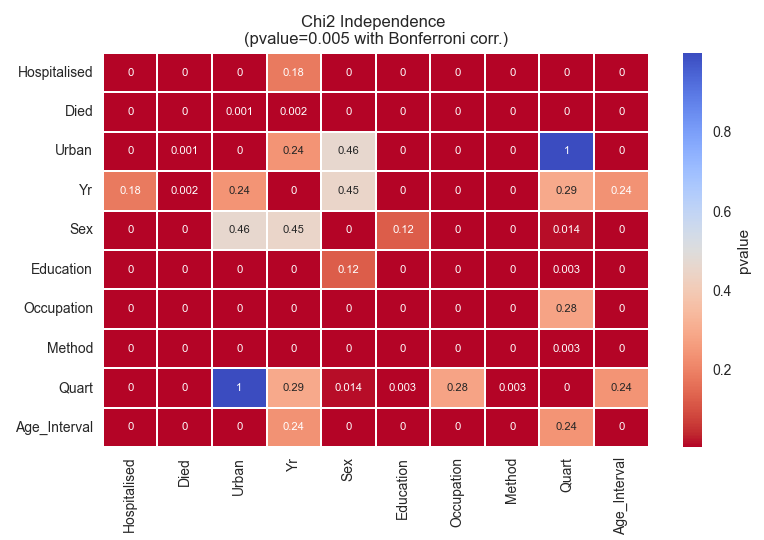 Chi2 Independence
(pvalue=0.005 with Bonferroni corr.)
Hospitalised 0 0 0 0.18 0 0 0 0 0 0
Died 0 0 0.001 0.002 0 0 0 0 0 0
Urban 0 0.001 0 0.24 0.46 0 0 0 1 0
Yr 0.18 0.002 0.24 0 0.45 0 0 0 0.29 0.24
Sex 0 0 0.46 0.45 0 0.12 0 0 0.014 0
Education 0 0 0 0 0.12 0 0 0 0.003 0
Occupation 0 0 0 0 0 0 0 0 0.28 0
Method 0 0 0 0 0 0 0 0 0.003 0
Quart 0 0 1 0.29 0.014 0.003 0.28 0.003 0 0.24
Age_Interval 0 0 0 0.24 0 0 0 0 0.24 0
Hospitalised Died Urban Yr Sex Education Occupation Method Quart Age_Interval
0.8
0.6
0.4
0.2
pvalue